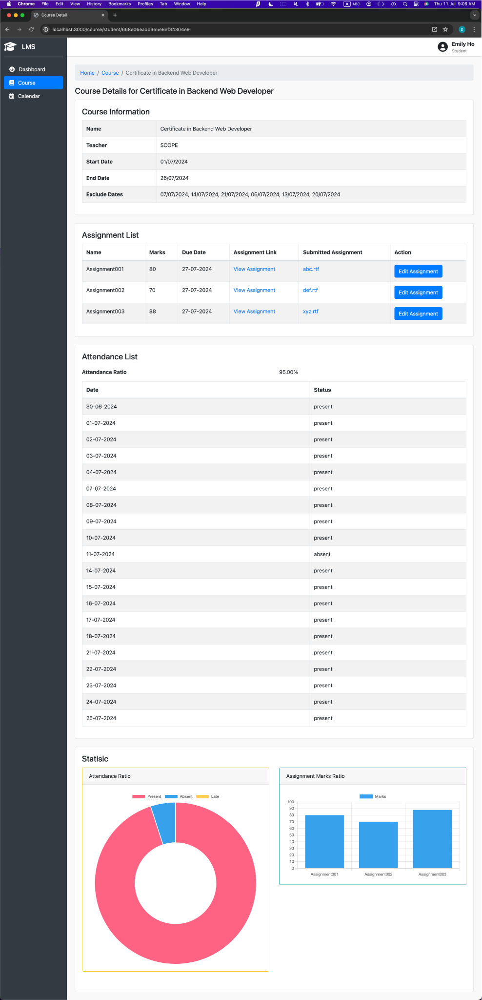 Chrome File Edit View History Bookmarks Profiles Tab Window Help A ABC Thu 11 Jul 9:06 AM
Course Detail
localhost:3000/course/student/668e06eadb355e9ef34304e9 D
LMS
Emily Ho
Student
Dashboard
Course
Calendar
Home / Course / Certificate in Backend Web Developer
Course Details for Certificate in Backend Web Developer
Course Information
Name Certificate in Backend Web Developer
Teacher SCOPE
Start Date 01/07/2024
End Date 26/07/2024
Exclude Dates 07/07/2024, 14/07/2024, 21/07/2024, 06/07/2024, 13/07/2024, 20/07/2024
Assignment List
Name Marks Due Date Assignment Link Submitted Assignment Action
Assignment001 80 27-07-2024 View Assignment abc.rtf Edit Assignment
Assignment002 70 27-07-2024 View Assignment def.rtf Edit Assignment
Assignment003 88 27-07-2024 View Assignment xyz.rtf Edit Assignment
Attendance List
Attendance Ratio 95.00%
Date Status
30-06-2024 present
01-07-2024 present
02-07-2024 present
03-07-2024 present
04-07-2024 present
07-07-2024 present
08-07-2024 present
09-07-2024 present
10-07-2024 present
11-07-2024 absent
14-07-2024 present
15-07-2024 present
16-07-2024 present
17-07-2024 present
18-07-2024 present
21-07-2024 present
22-07-2024 present
23-07-2024 present
24-07-2024 present
25-07-2024 present
Statisic
Attendance Ratio
Present Absent Late
Assignment Marks Ratio
Marks
100
90
80
70
60
50
40
30
20
10
0
Assignment001 Assignment002 Assignment003